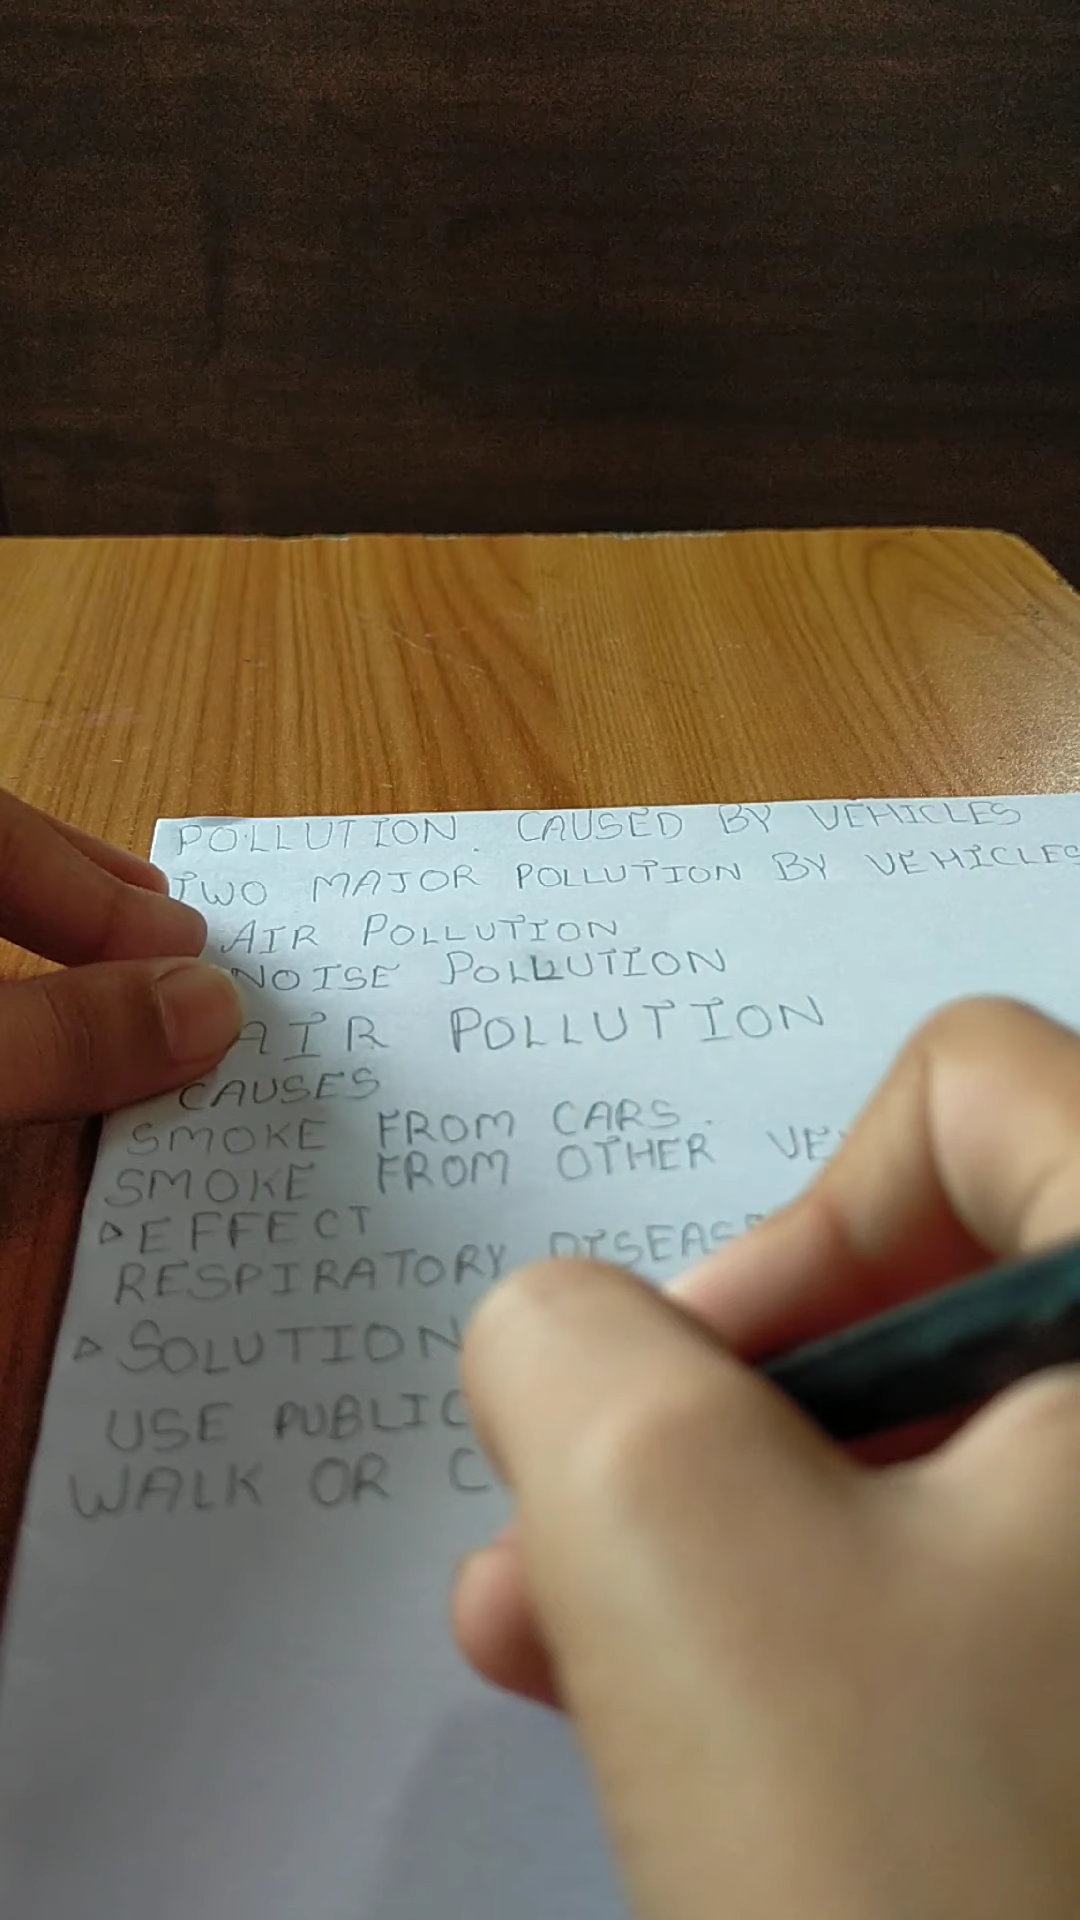 POLLUTION. CAUSED BY VEHICLES
TWO MAJOR POLLUTION BY VEHICLES
AIR POLLUTION
NOISE POLLUTION
AIR POLLUTION
CAUSES
SMOKE FROM CARS.
SMOKE FROM OTHER
▷ EFFECT
RESPIRATORY
▷ SOLUTION
USE PUBLIC
WALK OR